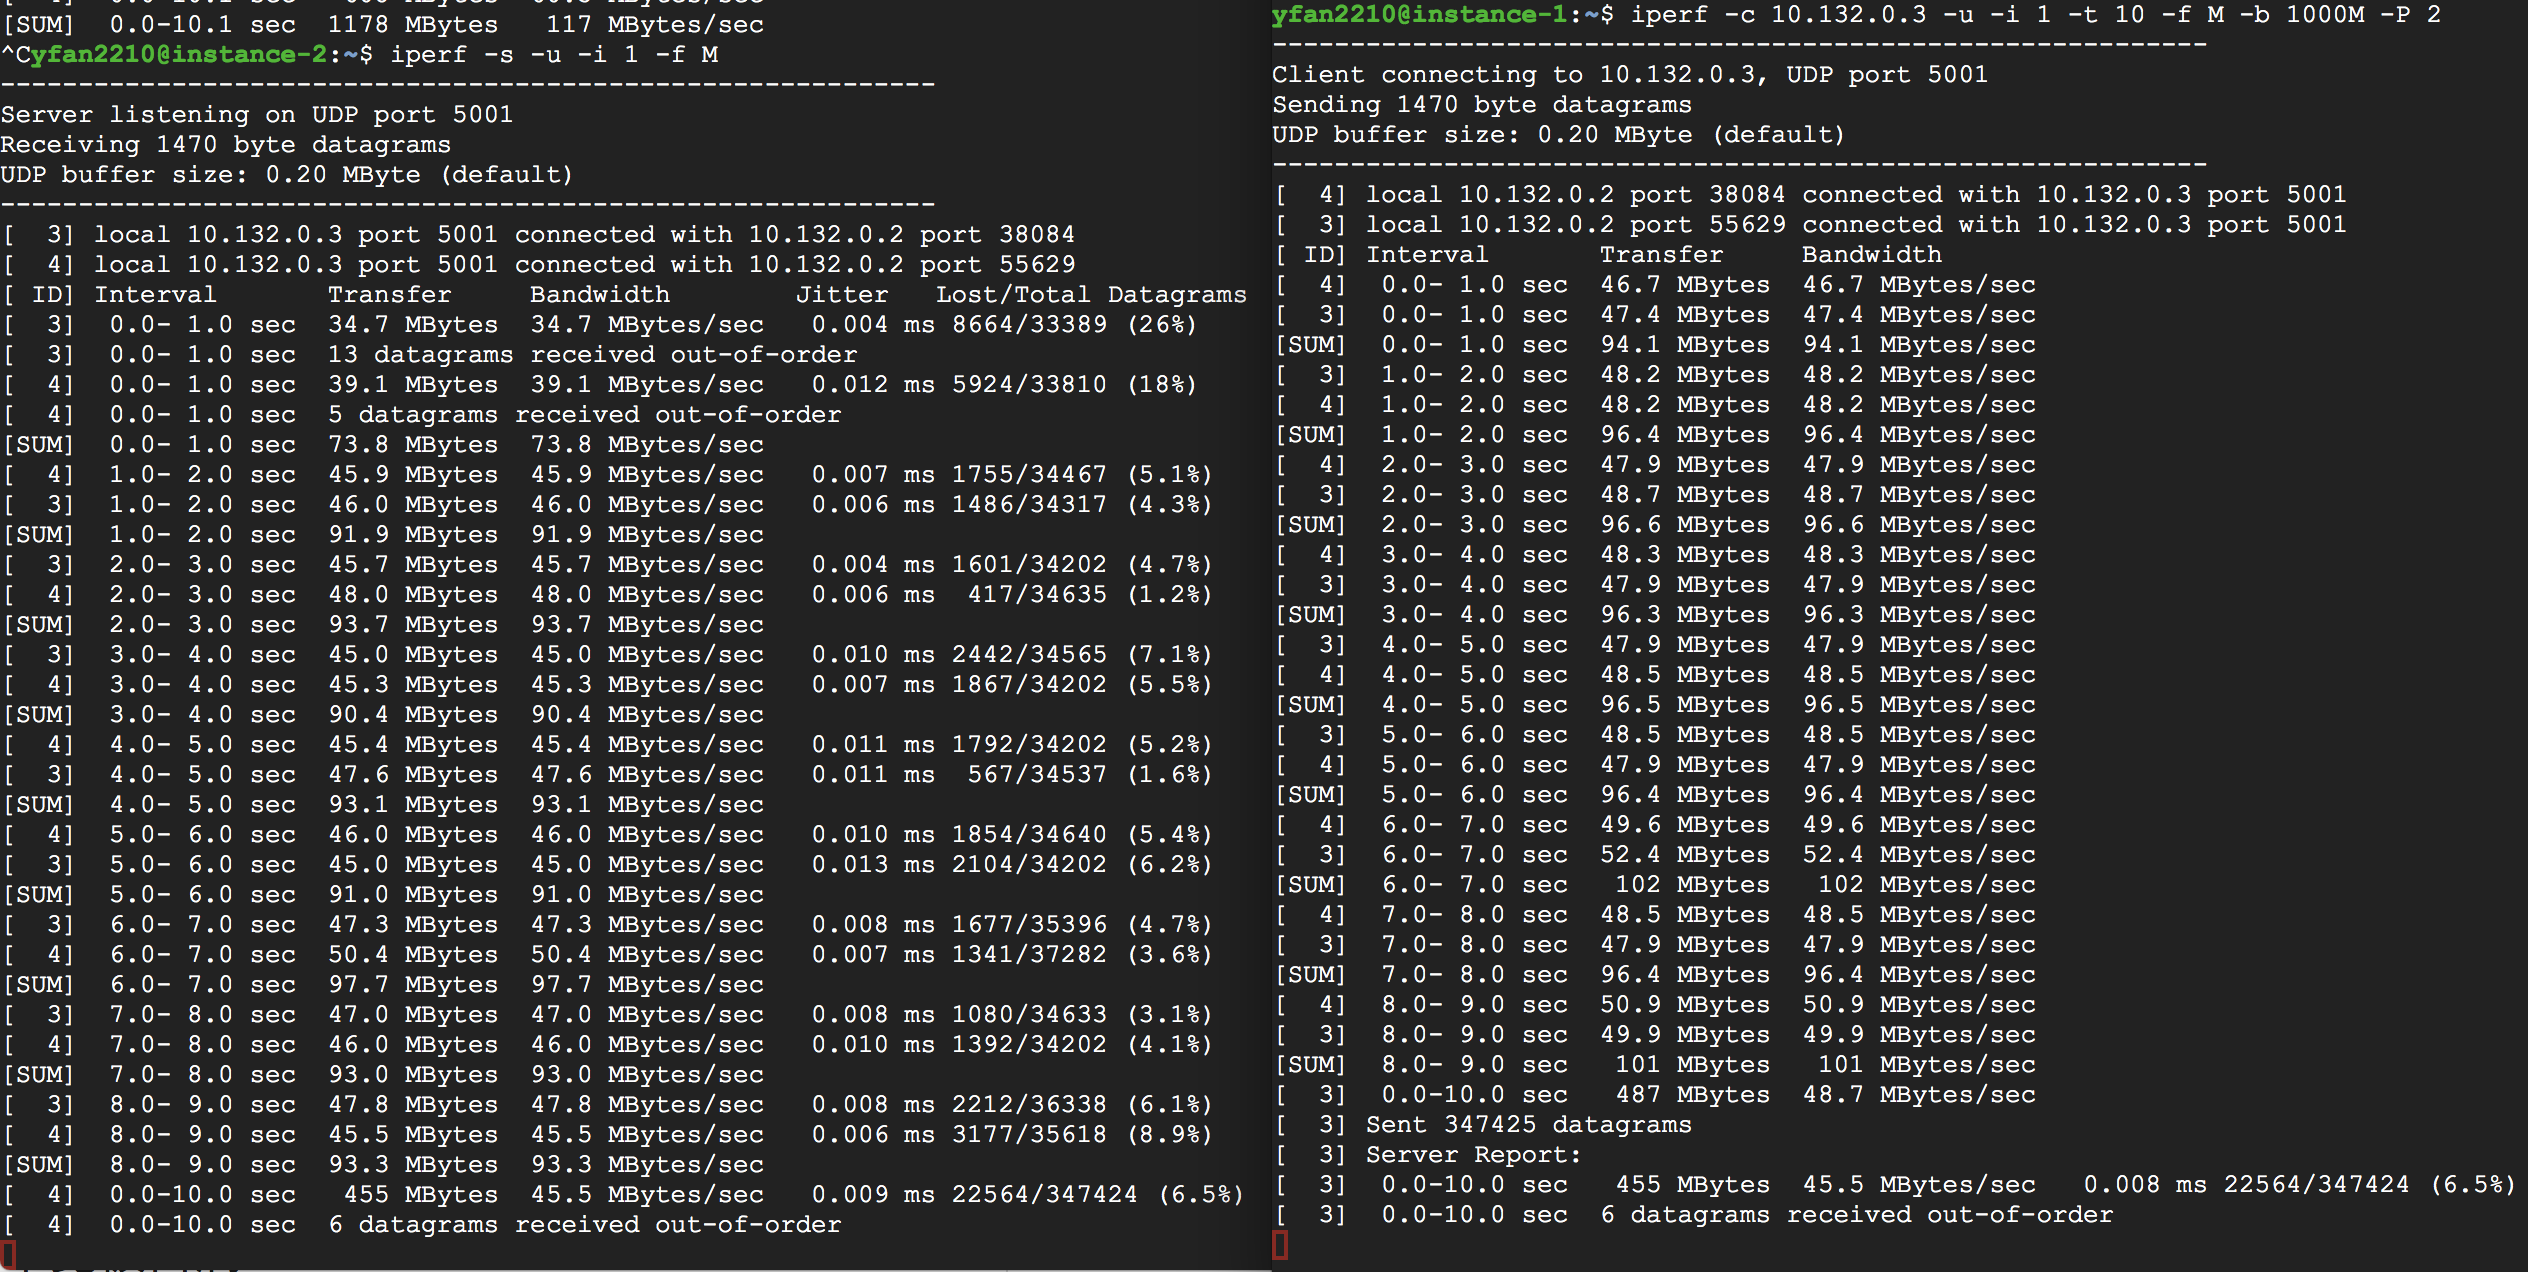 [SUM]  0.0-10.1 sec  1178 MBytes   117 MBytes/sec
^Cyfan2210@instance-2:~$ iperf -s -u -i 1 -f M
------------------------------------------------------------
Server listening on UDP port 5001
Receiving 1470 byte datagrams
UDP buffer size: 0.20 MByte (default)
------------------------------------------------------------
[  3] local 10.132.0.3 port 5001 connected with 10.132.0.2 port 38084
[  4] local 10.132.0.3 port 5001 connected with 10.132.0.2 port 55629
[ ID] Interval       Transfer     Bandwidth        Jitter   Lost/Total Datagrams
[  3]  0.0- 1.0 sec  34.7 MBytes  34.7 MBytes/sec   0.004 ms 8664/33389 (26%)
[  3]  0.0- 1.0 sec  13 datagrams received out-of-order
[  4]  0.0- 1.0 sec  39.1 MBytes  39.1 MBytes/sec   0.012 ms 5924/33810 (18%)
[  4]  0.0- 1.0 sec  5 datagrams received out-of-order
[SUM]  0.0- 1.0 sec  73.8 MBytes  73.8 MBytes/sec
[  4]  1.0- 2.0 sec  45.9 MBytes  45.9 MBytes/sec   0.007 ms 1755/34467 (5.1%)
[  3]  1.0- 2.0 sec  46.0 MBytes  46.0 MBytes/sec   0.006 ms 1486/34317 (4.3%)
[SUM]  1.0- 2.0 sec  91.9 MBytes  91.9 MBytes/sec
[  3]  2.0- 3.0 sec  45.7 MBytes  45.7 MBytes/sec   0.004 ms 1601/34202 (4.7%)
[  4]  2.0- 3.0 sec  48.0 MBytes  48.0 MBytes/sec   0.006 ms  417/34635 (1.2%)
[SUM]  2.0- 3.0 sec  93.7 MBytes  93.7 MBytes/sec
[  3]  3.0- 4.0 sec  45.0 MBytes  45.0 MBytes/sec   0.010 ms 2442/34565 (7.1%)
[  4]  3.0- 4.0 sec  45.3 MBytes  45.3 MBytes/sec   0.007 ms 1867/34202 (5.5%)
[SUM]  3.0- 4.0 sec  90.4 MBytes  90.4 MBytes/sec
[  4]  4.0- 5.0 sec  45.4 MBytes  45.4 MBytes/sec   0.011 ms 1792/34202 (5.2%)
[  3]  4.0- 5.0 sec  47.6 MBytes  47.6 MBytes/sec   0.011 ms  567/34537 (1.6%)
[SUM]  4.0- 5.0 sec  93.1 MBytes  93.1 MBytes/sec
[  4]  5.0- 6.0 sec  46.0 MBytes  46.0 MBytes/sec   0.010 ms 1854/34640 (5.4%)
[  3]  5.0- 6.0 sec  45.0 MBytes  45.0 MBytes/sec   0.013 ms 2104/34202 (6.2%)
[SUM]  5.0- 6.0 sec  91.0 MBytes  91.0 MBytes/sec
[  3]  6.0- 7.0 sec  47.3 MBytes  47.3 MBytes/sec   0.008 ms 1677/35396 (4.7%)
[  4]  6.0- 7.0 sec  50.4 MBytes  50.4 MBytes/sec   0.007 ms 1341/37282 (3.6%)
[SUM]  6.0- 7.0 sec  97.7 MBytes  97.7 MBytes/sec
[  3]  7.0- 8.0 sec  47.0 MBytes  47.0 MBytes/sec   0.008 ms 1080/34633 (3.1%)
[  4]  7.0- 8.0 sec  46.0 MBytes  46.0 MBytes/sec   0.010 ms 1392/34202 (4.1%)
[SUM]  7.0- 8.0 sec  93.0 MBytes  93.0 MBytes/sec
[  3]  8.0- 9.0 sec  47.8 MBytes  47.8 MBytes/sec   0.008 ms 2212/36338 (6.1%)
[  4]  8.0- 9.0 sec  45.5 MBytes  45.5 MBytes/sec   0.006 ms 3177/35618 (8.9%)
[SUM]  8.0- 9.0 sec  93.3 MBytes  93.3 MBytes/sec
[  4]  0.0-10.0 sec   455 MBytes  45.5 MBytes/sec   0.009 ms 22564/347424 (6.5%)
[  4]  0.0-10.0 sec  6 datagrams received out-of-order
yfan2210@instance-1:~$ iperf -c 10.132.0.3 -u -i 1 -t 10 -f M -b 1000M -P 2
------------------------------------------------------------
Client connecting to 10.132.0.3, UDP port 5001
Sending 1470 byte datagrams
UDP buffer size: 0.20 MByte (default)
------------------------------------------------------------
[  4] local 10.132.0.2 port 38084 connected with 10.132.0.3 port 5001
[  3] local 10.132.0.2 port 55629 connected with 10.132.0.3 port 5001
[ ID] Interval       Transfer     Bandwidth
[  4]  0.0- 1.0 sec  46.7 MBytes  46.7 MBytes/sec
[  3]  0.0- 1.0 sec  47.4 MBytes  47.4 MBytes/sec
[SUM]  0.0- 1.0 sec  94.1 MBytes  94.1 MBytes/sec
[  3]  1.0- 2.0 sec  48.2 MBytes  48.2 MBytes/sec
[  4]  1.0- 2.0 sec  48.2 MBytes  48.2 MBytes/sec
[SUM]  1.0- 2.0 sec  96.4 MBytes  96.4 MBytes/sec
[  4]  2.0- 3.0 sec  47.9 MBytes  47.9 MBytes/sec
[  3]  2.0- 3.0 sec  48.7 MBytes  48.7 MBytes/sec
[SUM]  2.0- 3.0 sec  96.6 MBytes  96.6 MBytes/sec
[  4]  3.0- 4.0 sec  48.3 MBytes  48.3 MBytes/sec
[  3]  3.0- 4.0 sec  47.9 MBytes  47.9 MBytes/sec
[SUM]  3.0- 4.0 sec  96.3 MBytes  96.3 MBytes/sec
[  3]  4.0- 5.0 sec  47.9 MBytes  47.9 MBytes/sec
[  4]  4.0- 5.0 sec  48.5 MBytes  48.5 MBytes/sec
[SUM]  4.0- 5.0 sec  96.5 MBytes  96.5 MBytes/sec
[  3]  5.0- 6.0 sec  48.5 MBytes  48.5 MBytes/sec
[  4]  5.0- 6.0 sec  47.9 MBytes  47.9 MBytes/sec
[SUM]  5.0- 6.0 sec  96.4 MBytes  96.4 MBytes/sec
[  4]  6.0- 7.0 sec  49.6 MBytes  49.6 MBytes/sec
[  3]  6.0- 7.0 sec  52.4 MBytes  52.4 MBytes/sec
[SUM]  6.0- 7.0 sec   102 MBytes   102 MBytes/sec
[  4]  7.0- 8.0 sec  48.5 MBytes  48.5 MBytes/sec
[  3]  7.0- 8.0 sec  47.9 MBytes  47.9 MBytes/sec
[SUM]  7.0- 8.0 sec  96.4 MBytes  96.4 MBytes/sec
[  4]  8.0- 9.0 sec  50.9 MBytes  50.9 MBytes/sec
[  3]  8.0- 9.0 sec  49.9 MBytes  49.9 MBytes/sec
[SUM]  8.0- 9.0 sec   101 MBytes   101 MBytes/sec
[  3]  0.0-10.0 sec   487 MBytes  48.7 MBytes/sec
[  3] Sent 347425 datagrams
[  3] Server Report:
[  3]  0.0-10.0 sec   455 MBytes  45.5 MBytes/sec   0.008 ms 22564/347424 (6.5%)
[  3]  0.0-10.0 sec  6 datagrams received out-of-order